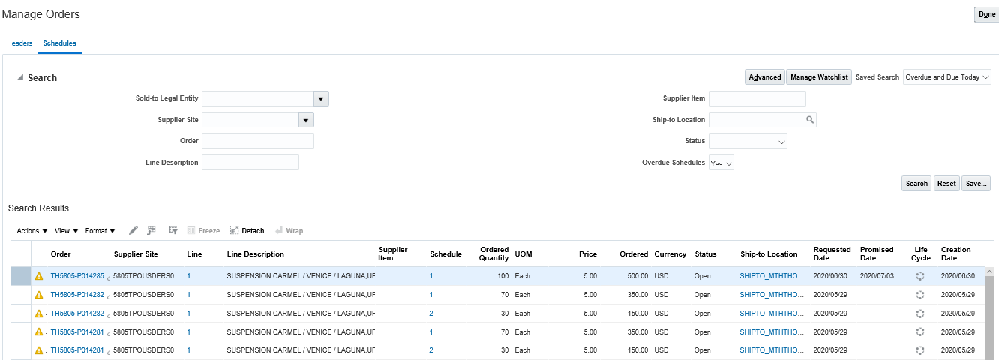 Manage Orders
Done
Headers Schedules
Search
Advanced Manage Watchlist Saved Search Overdue and Due Today
Sold-to Legal Entity Supplier Item
Supplier Site Ship-to Location
Order Status
Line Description Overdue Schedules Yes
Search Reset Save...
Search Results
Actions View Format Freeze Detach Wrap
Order Supplier Site Line Line Description Supplier Item Schedule Ordered Quantity UOM Price Ordered Currency Status Ship-to Location Requested Date Promised Date Life Cycle Creation Date
TH5805-P014285 5805TPOUSDERS0 1 SUSPENSION CARMEL / VENICE / LAGUNA,UF 1 100 Each 5.00 500.00 USD Open SHIPTO_MTHTHO... 2020/06/30 2020/07/03 2020/06/30
TH5805-P014282 5805TPOUSDERS0 1 SUSPENSION CARMEL / VENICE / LAGUNA,UF 1 70 Each 5.00 350.00 USD Open SHIPTO_MTHTHO... 2020/05/29 2020/05/29
TH5805-P014282 5805TPOUSDERS0 1 SUSPENSION CARMEL / VENICE / LAGUNA,UF 2 30 Each 5.00 150.00 USD Open SHIPTO_MTHTHO... 2020/05/29 2020/05/29
TH5805-P014281 5805TPOUSDERS0 1 SUSPENSION CARMEL / VENICE / LAGUNA,UF 1 70 Each 5.00 350.00 USD Open SHIPTO_MTHTHO... 2020/05/29 2020/05/29
TH5805-P014281 5805TPOUSDERS0 1 SUSPENSION CARMEL / VENICE / LAGUNA,UF 2 30 Each 5.00 150.00 USD Open SHIPTO_MTHTHO... 2020/05/29 2020/05/29